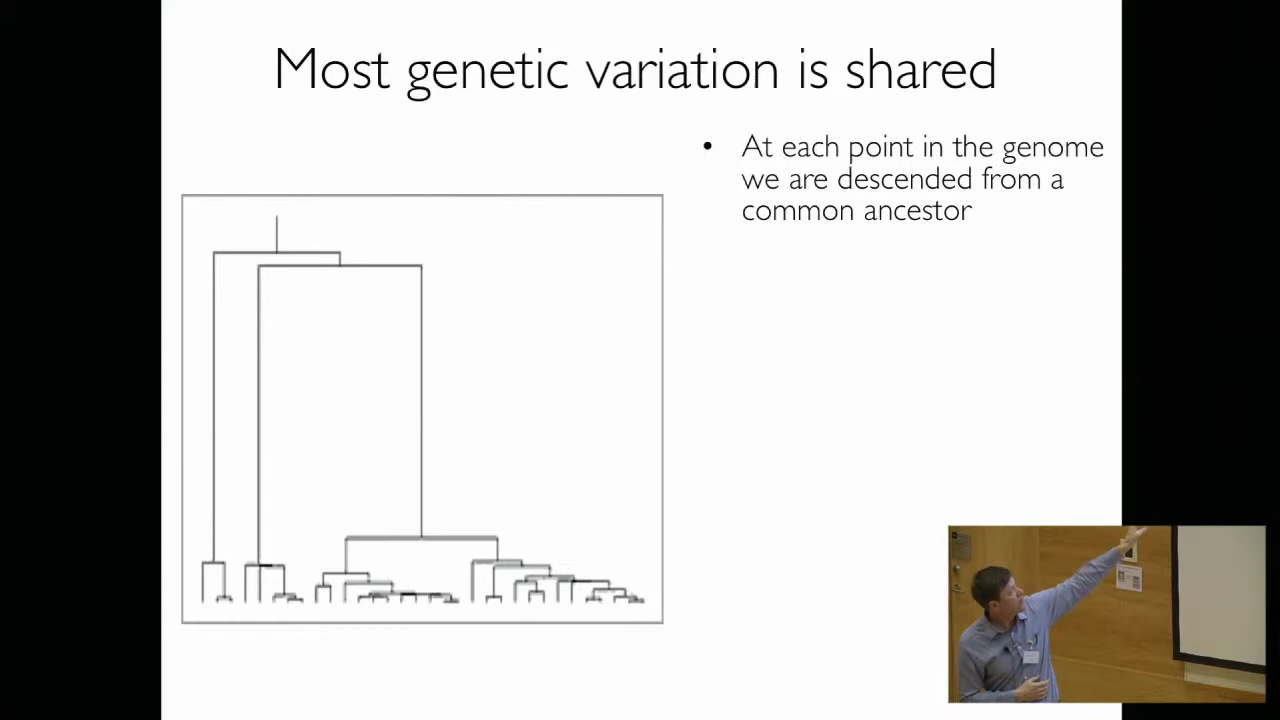 Most genetic variation is shared
• At each point in the genome
we are descended from a
common ancestor